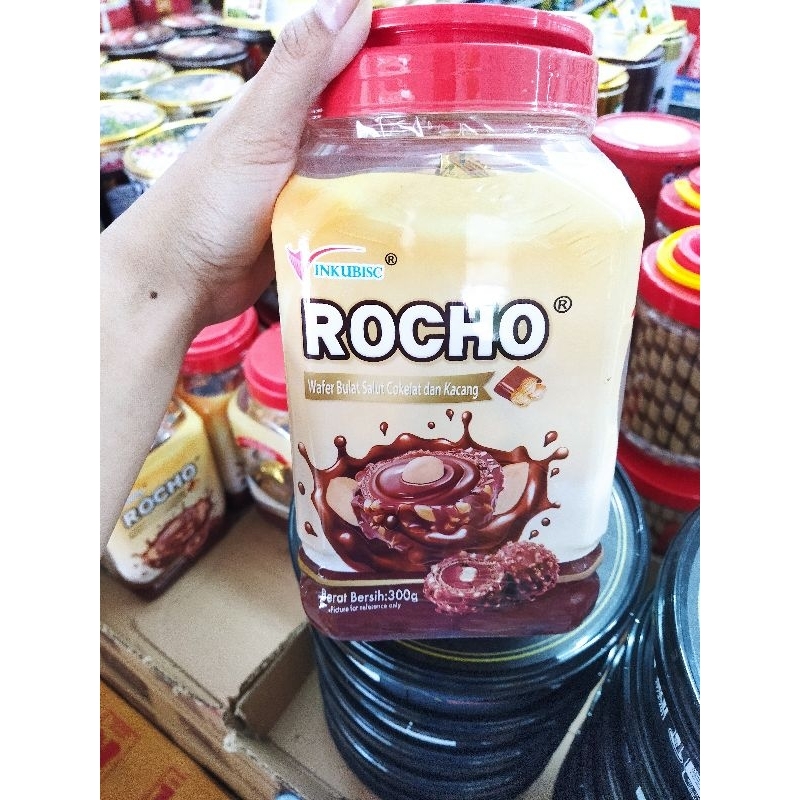 INKUBISC ®
ROCHO ®
Wafer Bulat Salut Cokelat dan Kacang
Berat Bersih:300g
*Picture for reference only
ROCHO